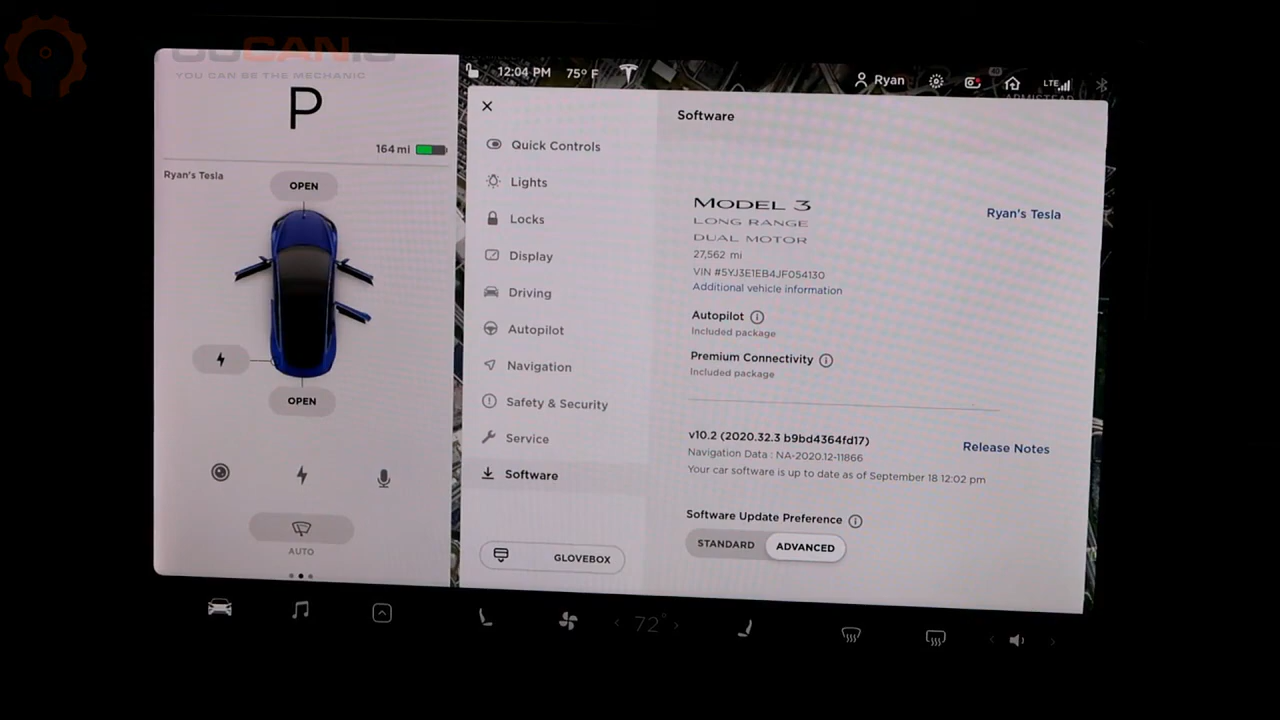 YOU CAN BE THE MECHANIC
P
164 mi
Ryan's Tesla
OPEN
OPEN
AUTO
12:04 PM 75° F
Ryan
LTE
Quick Controls
Lights
Locks
Display
Driving
Autopilot
Navigation
Safety & Security
Service
Software
GLOVEBOX
Software
MODEL 3
LONG RANGE
DUAL MOTOR
27,562 mi
VIN #5YJ3E1EB4JF054130
Additional vehicle information
Ryan's Tesla
Autopilot
Included package
Premium Connectivity
Included package
v10.2 (2020.32.3 b9bd4364fd17)
Navigation Data : NA-2020.12-11866
Your car software is up to date as of September 18 12:02 pm
Release Notes
Software Update Preference
STANDARD ADVANCED
< 72° >
< >